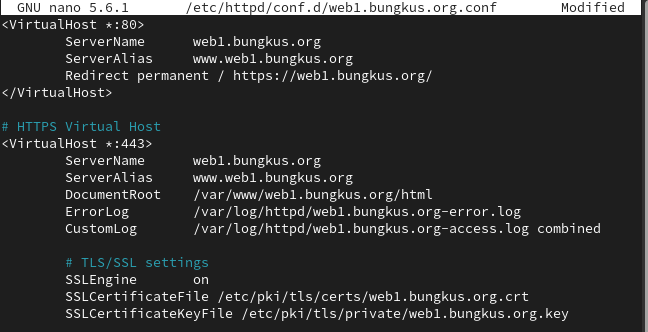 GNU nano 5.6.1 /etc/httpd/conf.d/web1.bungkus.org.conf Modified
<VirtualHost *:80>
ServerName web1.bungkus.org
ServerAlias www.web1.bungkus.org
Redirect permanent / https://web1.bungkus.org/
</VirtualHost>
# HTTPS Virtual Host
<VirtualHost *:443>
ServerName web1.bungkus.org
ServerAlias www.web1.bungkus.org
DocumentRoot /var/www/web1.bungkus.org/html
ErrorLog /var/log/httpd/web1.bungkus.org-error.log
CustomLog /var/log/httpd/web1.bungkus.org-access.log combined
# TLS/SSL settings
SSLEngine on
SSLCertificateFile /etc/pki/tls/certs/web1.bungkus.org.crt
SSLCertificateKeyFile /etc/pki/tls/private/web1.bungkus.org.key